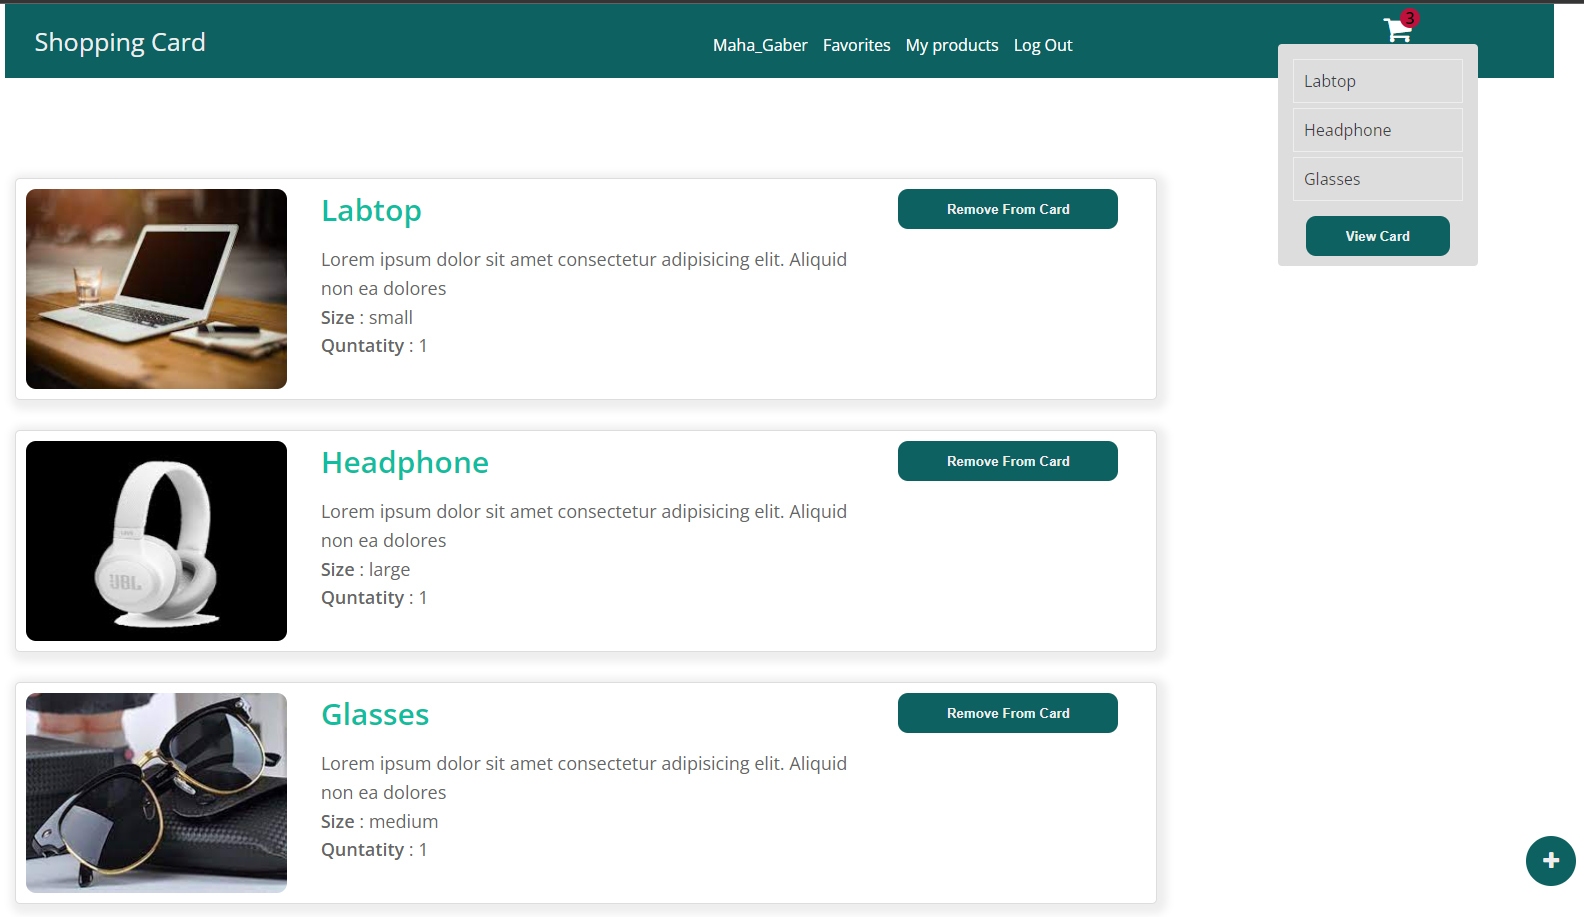 Shopping Card
Maha_Gaber Favorites My products Log Out
3
Labtop
Headphone
Glasses
View Card
Labtop
Remove From Card
Lorem ipsum dolor sit amet consectetur adipisicing elit. Aliquid
non ea dolores
Size : small
Quntatity : 1
JBL
Headphone
Remove From Card
Lorem ipsum dolor sit amet consectetur adipisicing elit. Aliquid
non ea dolores
Size : large
Quntatity : 1
Glasses
Remove From Card
Lorem ipsum dolor sit amet consectetur adipisicing elit. Aliquid
non ea dolores
Size : medium
Quntatity : 1
+